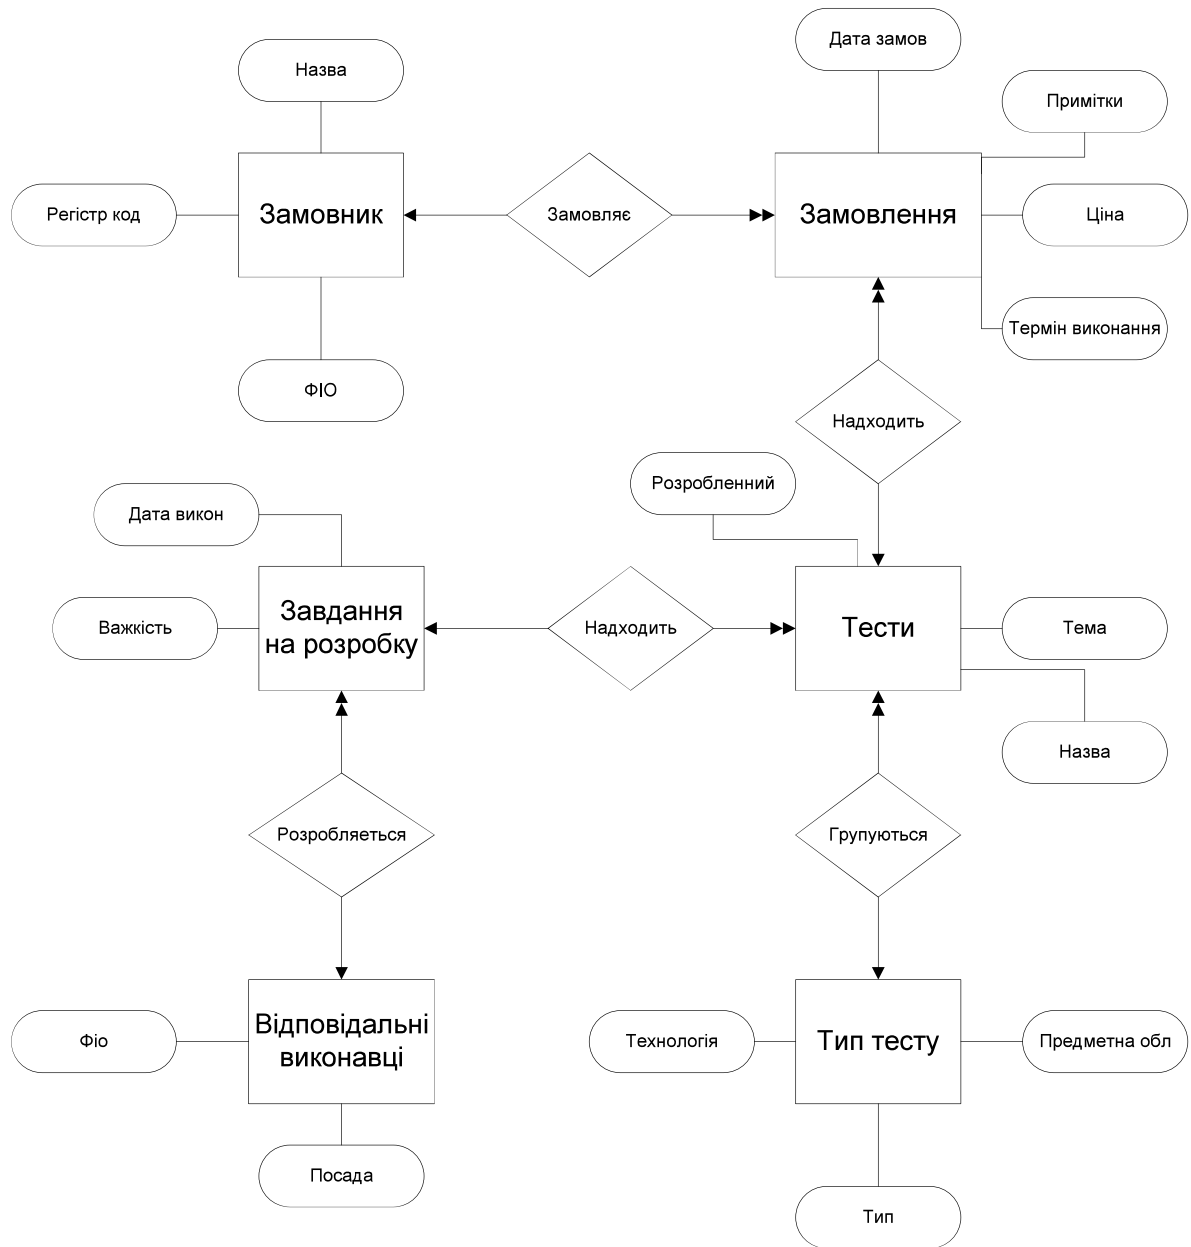 Дата замов
Назва
Примітки
Регістр код
Замовник
Замовляє
Замовлення
Ціна
Термін виконання
ФІО
Надходить
Розробленний
Дата викон
Завдання
на розробку
Важкість
Надходить
Тести
Тема
Назва
Розробляеться
Групуються
Відповідальні
виконавці
Фіо
Технологія
Тип тесту
Предметна обл
Посада
Тип